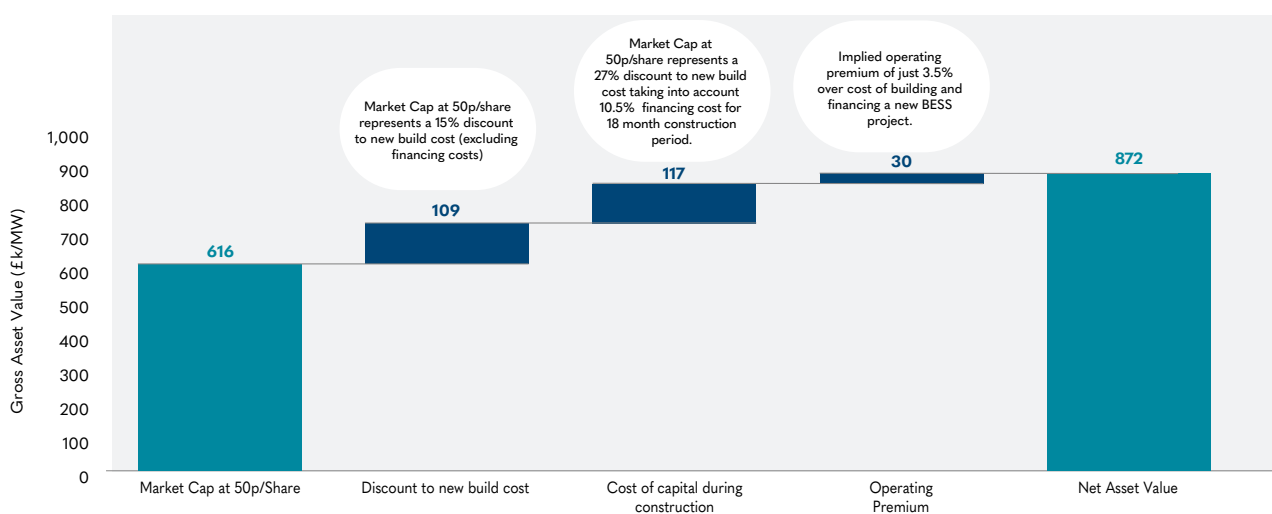 Market Cap at
50p/share represents a
27% discount to new build
cost taking into account
10.5% financing cost for
18 month construction
period.
Implied operating
premium of just 3.5%
over cost of building and
financing a new BESS
project.
Market Cap at 50p/share
represents a 15% discount
to new build cost (excluding
financing costs)
Gross Asset Value (£k/MW)
1,000
900
800
700
600
500
400
300
200
100
0
616
109
117
30
872
Market Cap at 50p/Share
Discount to new build cost
Cost of capital during
construction
Operating
Premium
Net Asset Value